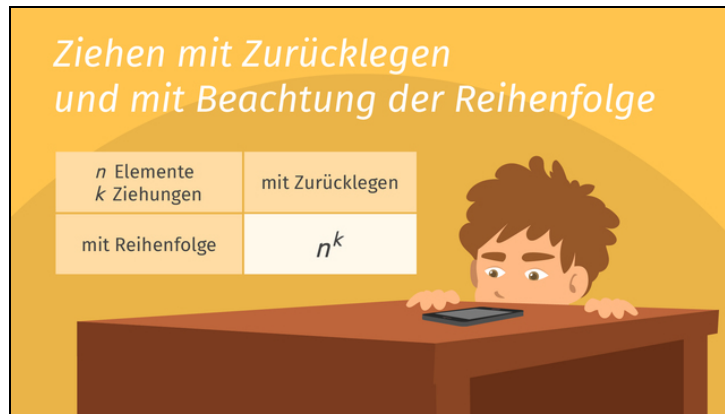 Ziehen mit Zurücklegen
und mit Beachtung der Reihenfolge
n Elemente
k Ziehungen
mit Zurücklegen
mit Reihenfolge
n^k